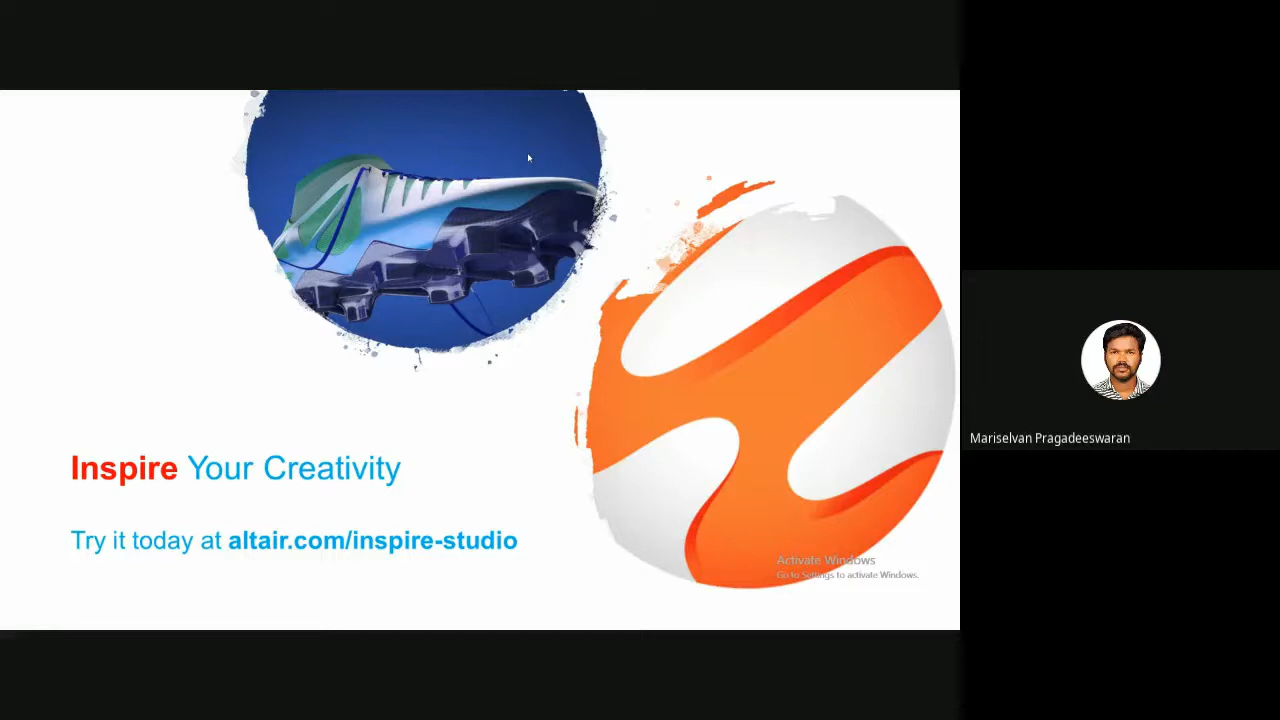 Inspire Your Creativity
Try it today at altair.com/inspire-studio
Activate Windows
Go to Settings to activate Windows.
Mariselvan Pragadeeswaran